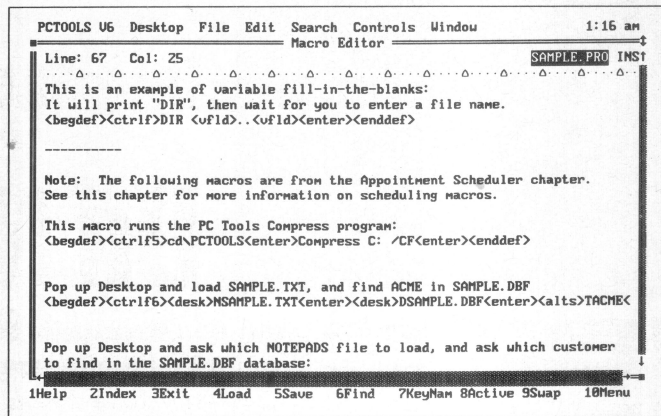 PCTOOLS V6 Desktop File Edit Search Controls Window 1:16 am
Macro Editor
Line: 67 Col: 25 SAMPLE.PRO INS
This is an example of variable fill-in-the-blanks:
It will print "DIR", then wait for you to enter a file name.
<begdef><ctrlf>DIR <vfld>..<vfld><enter><enddef>
----------
Note: The following macros are from the Appointment Scheduler chapter.
See this chapter for more information on scheduling macros.
This macro runs the PC Tools Compress program:
<begdef><ctrlf5>cd\PCTOOLS<enter>Compress C: /CF<enter><enddef>
Pop up Desktop and load SAMPLE.TXT, and find ACME in SAMPLE.DBF
<begdef><ctrlf6><desk>NSAMPLE.TXT<enter><desk>DSAMPLE.DBF<enter><alts>TACME<
Pop up Desktop and ask which NOTEPADS file to load, and ask which customer
to find in the SAMPLE.DBF database:
1Help 2Index 3Exit 4Load 5Save 6Find 7KeyNam 8Active 9Swap 10Menu